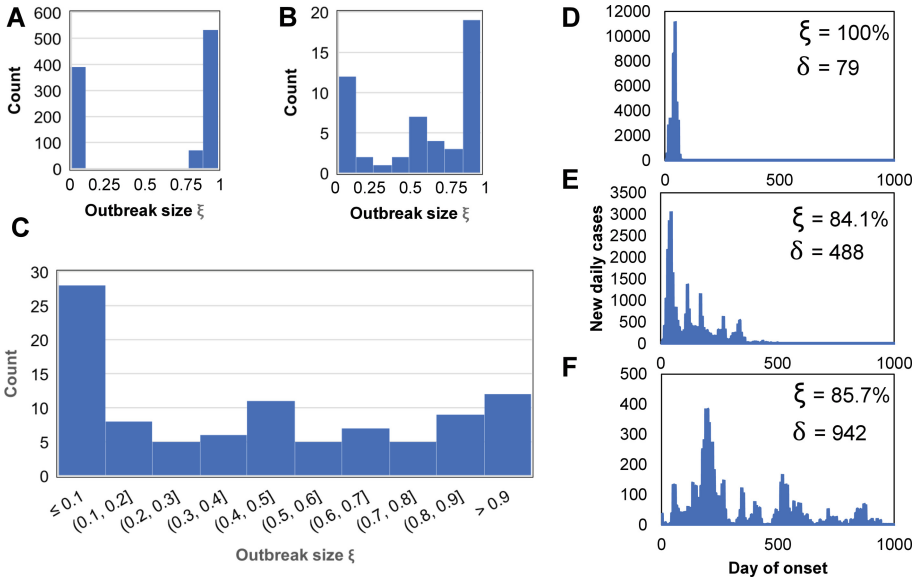 A
Count
600
500
400
300
200
100
0
0 0.25 0.5 0.75 1
Outbreak size ξ
B
Count
20
15
10
5
0
0 0.25 0.5 0.75 1
Outbreak size ξ
C
Count
30
25
20
15
10
5
0
≤ 0.1 (0.1, 0.2] (0.2, 0.3] (0.3, 0.4] (0.4, 0.5] (0.5, 0.6] (0.6, 0.7] (0.7, 0.8] (0.8, 0.9] > 0.9
Outbreak size ξ
D
12000
10000
8000
6000
4000
2000
0
ξ = 100%
δ = 79
0 500 1000
E
New daily cases
3500
3000
2500
2000
1500
1000
500
0
ξ = 84.1%
δ = 488
0 500 1000
F
500
400
300
200
100
0
ξ = 85.7%
δ = 942
0 500 1000
Day of onset